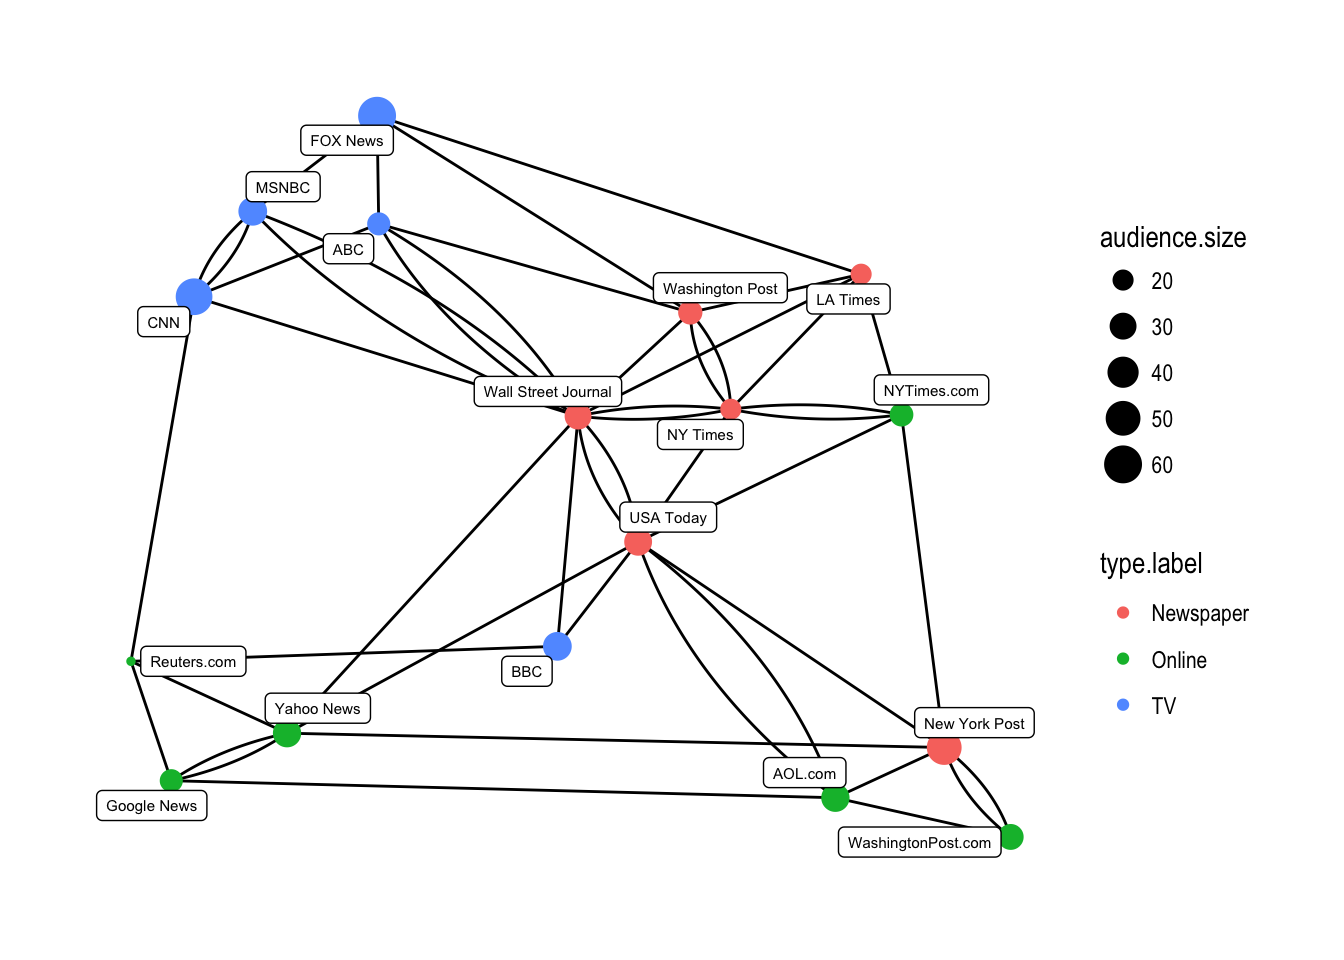 FOX News
MSNBC
ABC
CNN
Washington Post
LA Times
Wall Street Journal
NYTimes.com
NY Times
USA Today
Reuters.com
BBC
Yahoo News
New York Post
AOL.com
Google News
WashingtonPost.com
audience.size
20
30
40
50
60
type.label
Newspaper
Online
TV